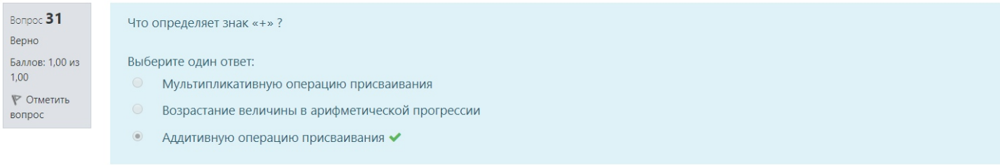 Вопрос 31
Верно
Баллов: 1,00 из
1,00
Отметить
вопрос
Что определяет знак «+» ?
Выберите один ответ:
Мультипликативную операцию присваивания
Возрастание величины в арифметической прогрессии
Аддитивную операцию присваивания